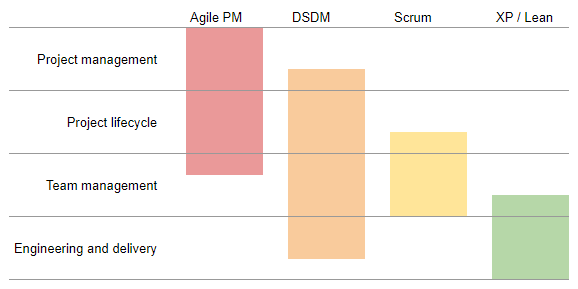 Agile PM DSDM Scrum XP / Lean
Project management
Project lifecycle
Team management
Engineering and delivery